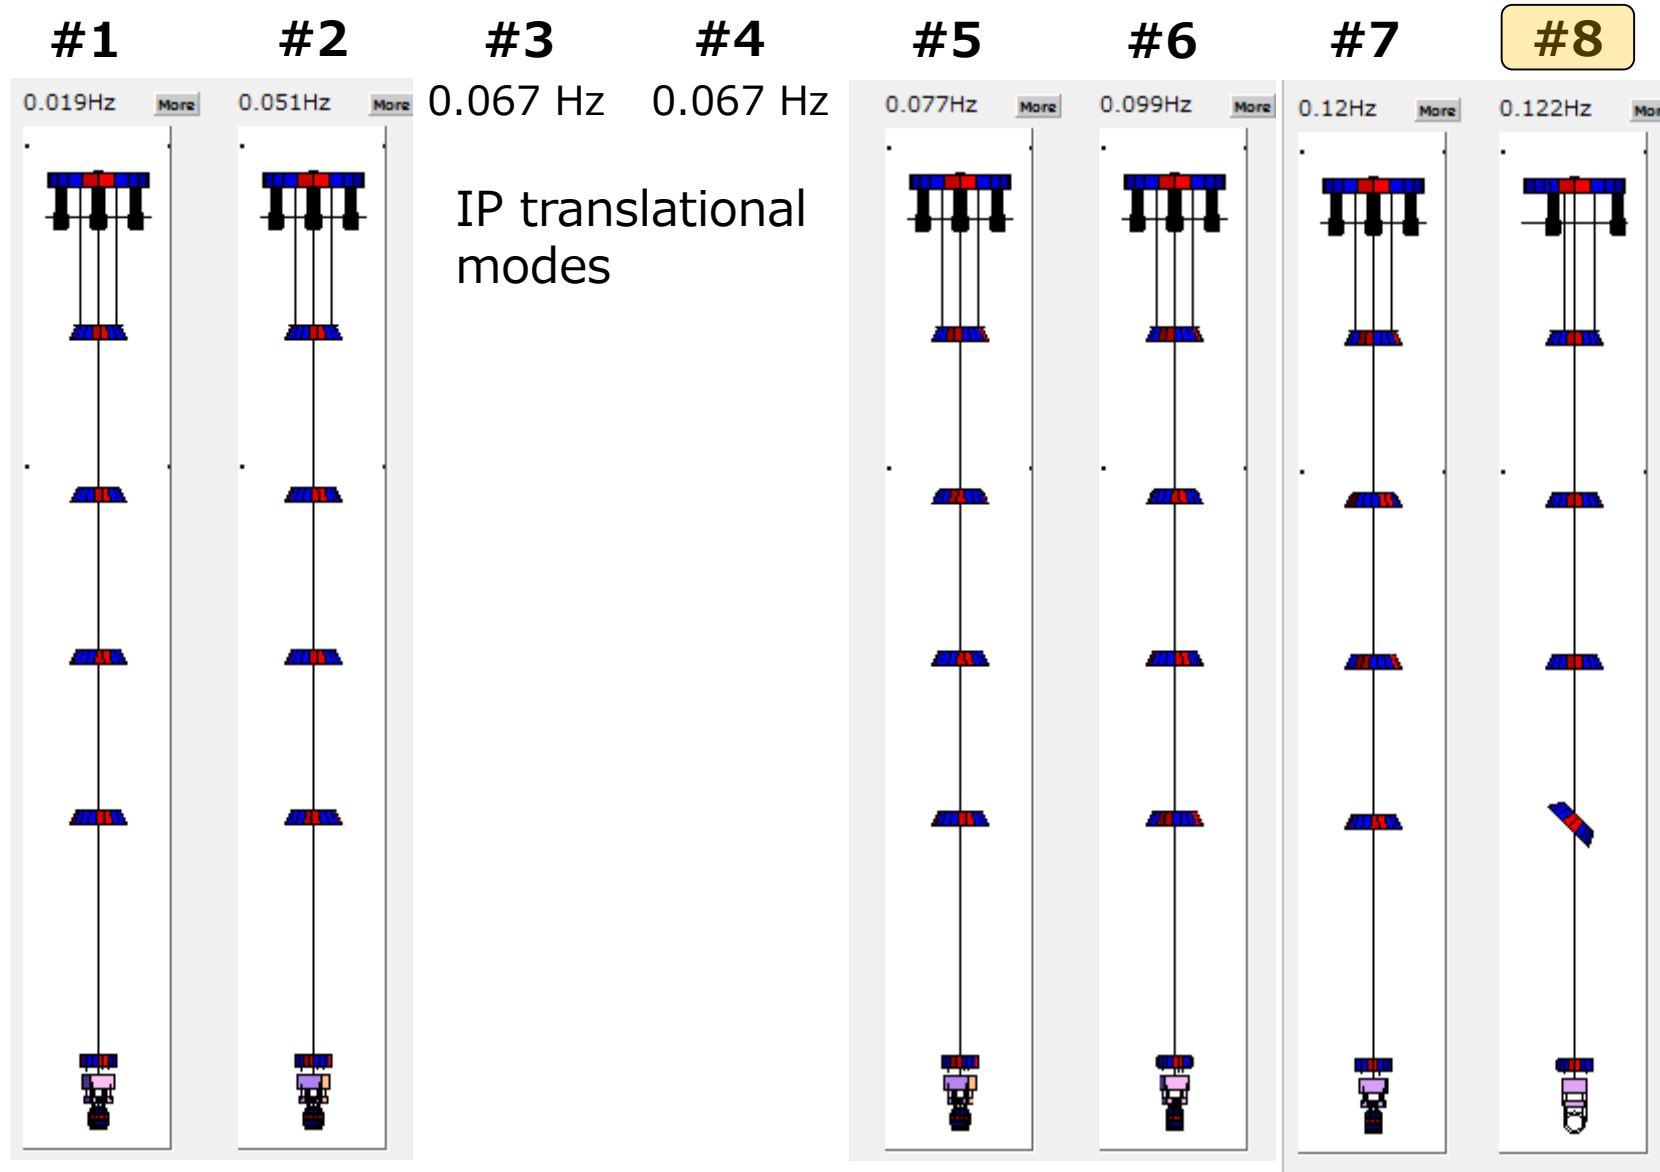 #1 #2 #3 #4 #5 #6 #7 #8
0.019Hz More 0.051Hz More 0.067 Hz 0.067 Hz 0.077Hz More 0.099Hz More 0.12Hz More 0.122Hz Mor
IP translational
modes